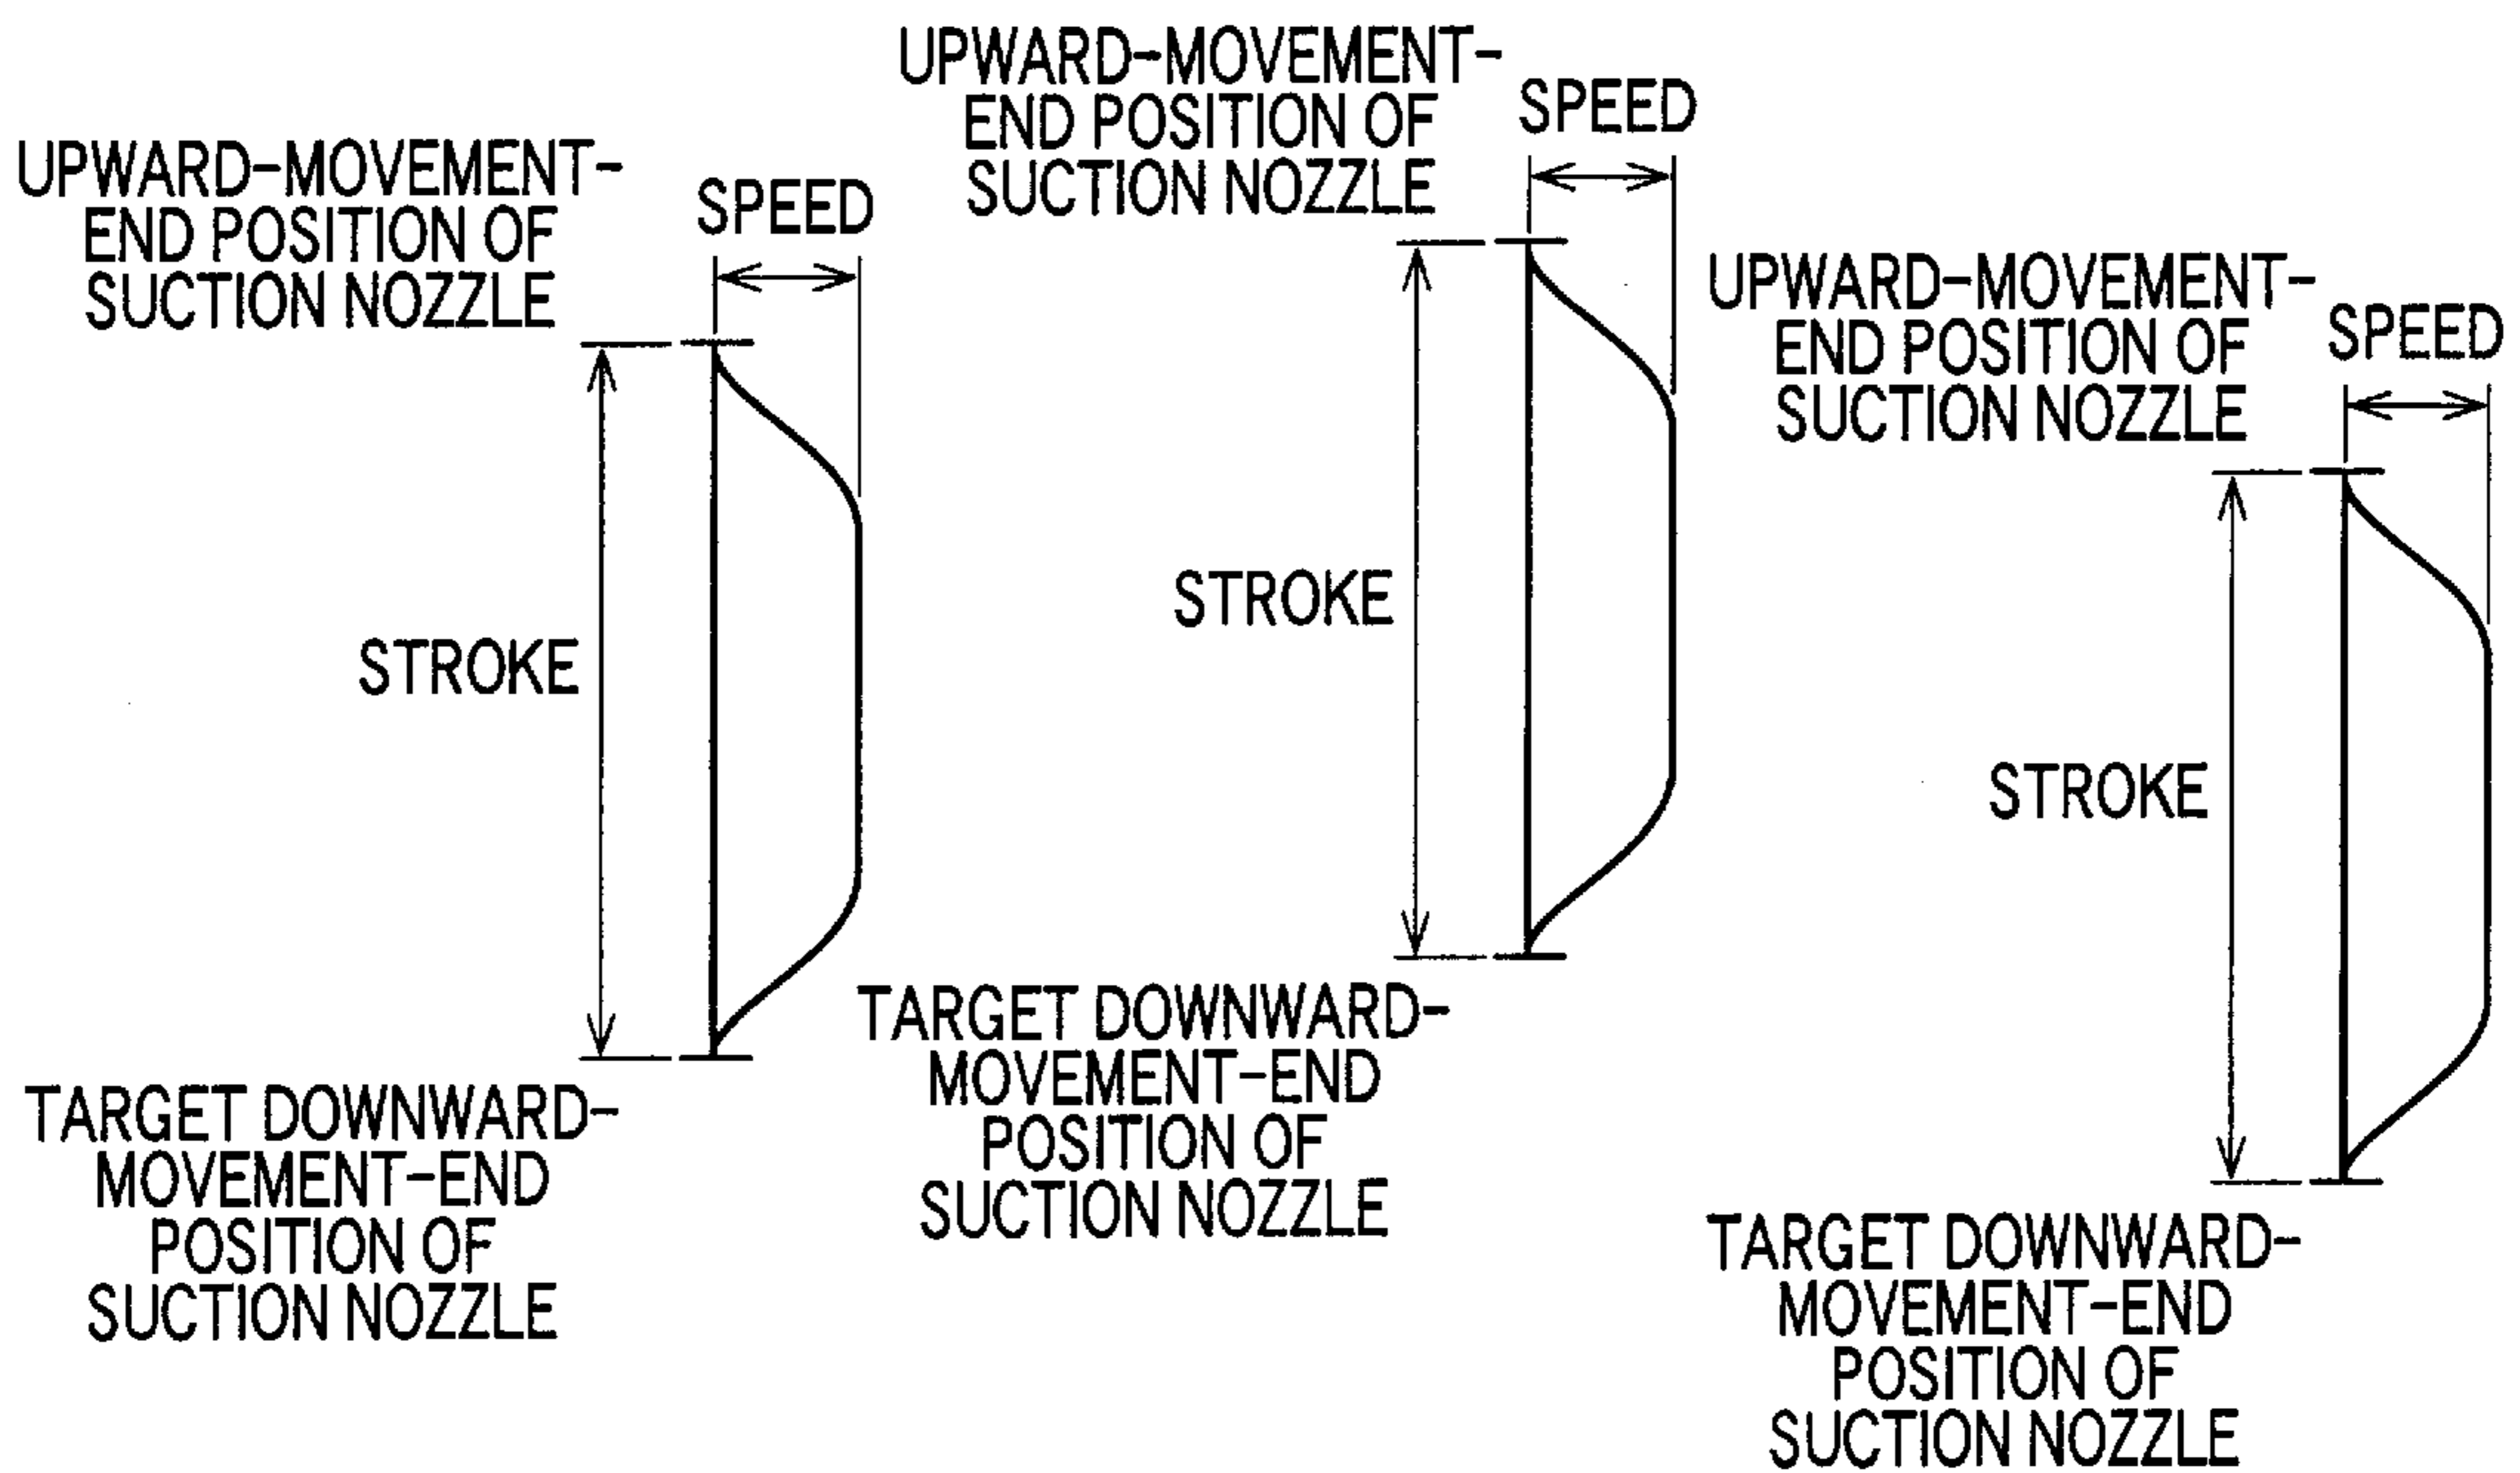 UPWARD-MOVEMENT-
END POSITION OF
SUCTION NOZZLE
SPEED
STROKE
TARGET DOWNWARD-
MOVEMENT-END
POSITION OF
SUCTION NOZZLE
UPWARD-MOVEMENT-
END POSITION OF
SUCTION NOZZLE
SPEED
STROKE
TARGET DOWNWARD-
MOVEMENT-END
POSITION OF
SUCTION NOZZLE
UPWARD-MOVEMENT-
END POSITION OF
SUCTION NOZZLE
SPEED
STROKE
TARGET DOWNWARD-
MOVEMENT-END
POSITION OF
SUCTION NOZZLE